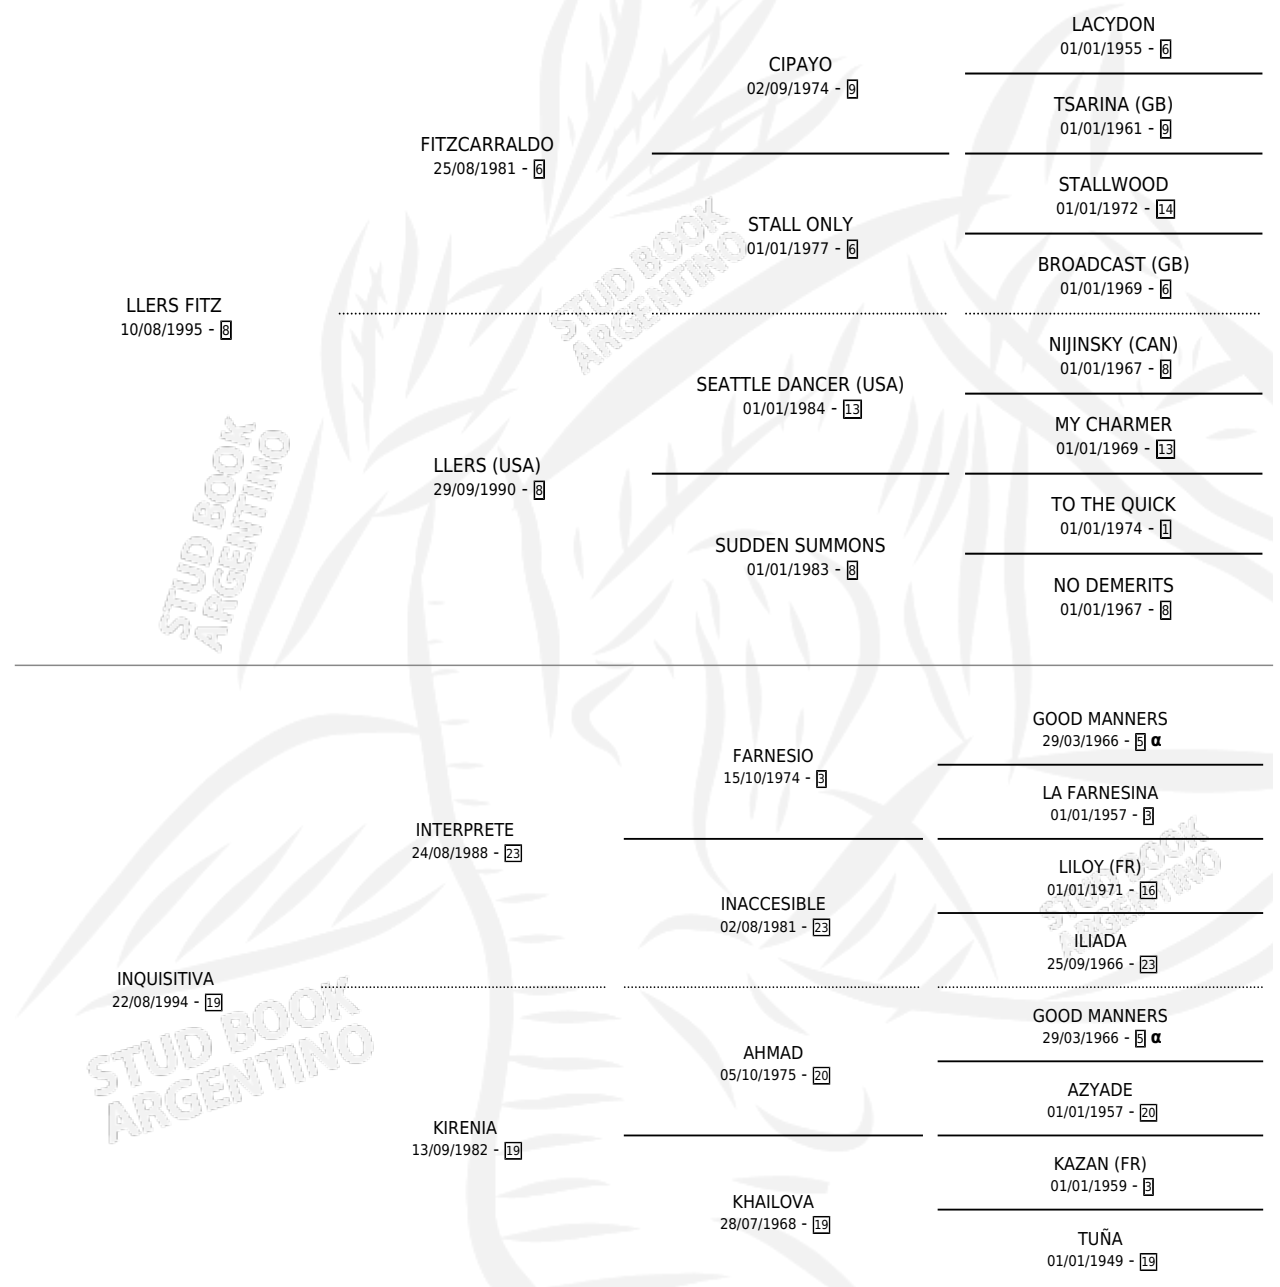 LACYDON
01/01/1955 - 6
CIPAYO
02/09/1974 - 9
TSARINA (GB)
01/01/1961 - 9
FITZCARRALDO
25/08/1981 - 6
STALLWOOD
01/01/1972 - 14
STALL ONLY
01/01/1977 - 6
BROADCAST (GB)
01/01/1969 - 6
LLERS FITZ
10/08/1995 - 8
NIJINSKY (CAN)
01/01/1967 - 8
SEATTLE DANCER (USA)
01/01/1984 - 13
MY CHARMER
01/01/1969 - 13
LLERS (USA)
29/09/1990 - 8
TO THE QUICK
01/01/1974 - 1
SUDDEN SUMMONS
01/01/1983 - 8
NO DEMERITS
01/01/1967 - 8
GOOD MANNERS
29/03/1966 - 5 α
FARNESIO
15/10/1974 - 3
LA FARNESINA
01/01/1957 - 3
INTERPRETE
24/08/1988 - 23
LILOY (FR)
01/01/1971 - 16
INACCESIBLE
02/08/1981 - 23
ILIADA
25/09/1966 - 23
INQUISITIVA
22/08/1994 - 19
GOOD MANNERS
29/03/1966 - 5 α
AHMAD
05/10/1975 - 20
AZYADE
01/01/1957 - 20
KIRENIA
13/09/1982 - 19
KAZAN (FR)
01/01/1959 - 3
KHAILOVA
28/07/1968 - 19
TUÑA
01/01/1949 - 19
STUD BOOK
ARGENTINO
STUD BOOK
ARGENTINO
STUD BOOK
ARGENTINO
STUD BOOK
ARGENTINO